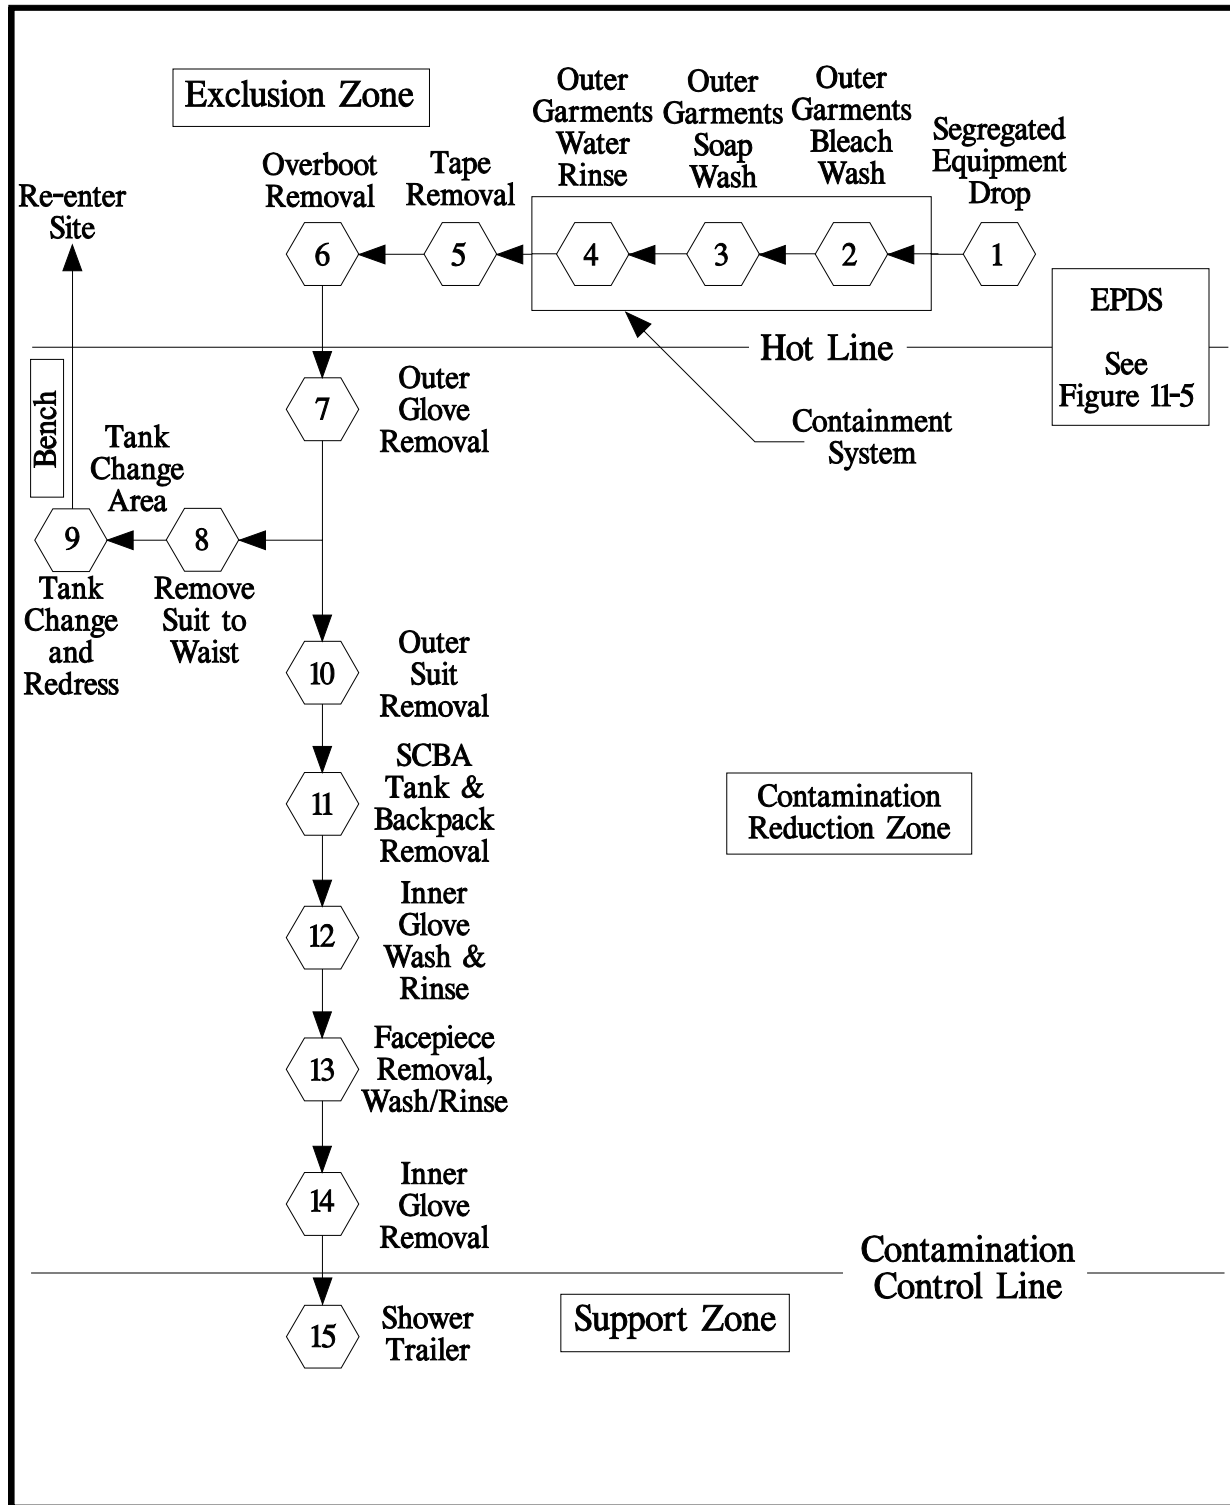 Exclusion Zone
Outer
Garments
Water
Rinse
Outer
Garments
Soap
Wash
Outer
Garments
Bleach
Wash
Segregated
Equipment
Drop
Overboot
Removal
Tape
Removal
Re-enter
Site
6
5
4
3
2
1
EPDS
See
Figure 11-5
Hot Line
Containment
System
7
Outer
Glove
Removal
Bench
Tank
Change
Area
9
8
Tank
Change
and
Redress
Remove
Suit to
Waist
10
Outer
Suit
Removal
11
SCBA
Tank &
Backpack
Removal
Contamination
Reduction Zone
12
Inner
Glove
Wash &
Rinse
13
Facepiece
Removal,
Wash/Rinse
14
Inner
Glove
Removal
Contamination
Control Line
15
Shower
Trailer
Support Zone